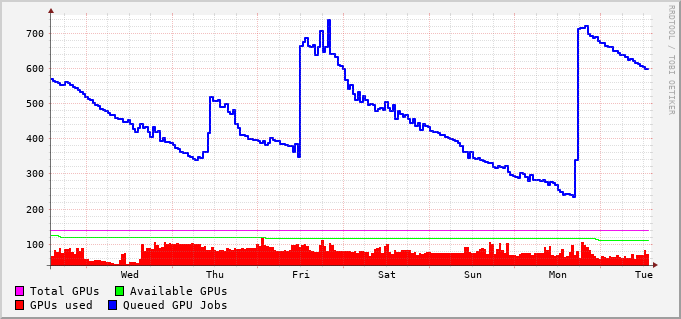 700
600
500
400
300
200
100
Wed Thu Fri Sat Sun Mon Tue
Total GPUs Available GPUs
GPUs used Queued GPU Jobs
RRDTOOL / TOBI OETIKER